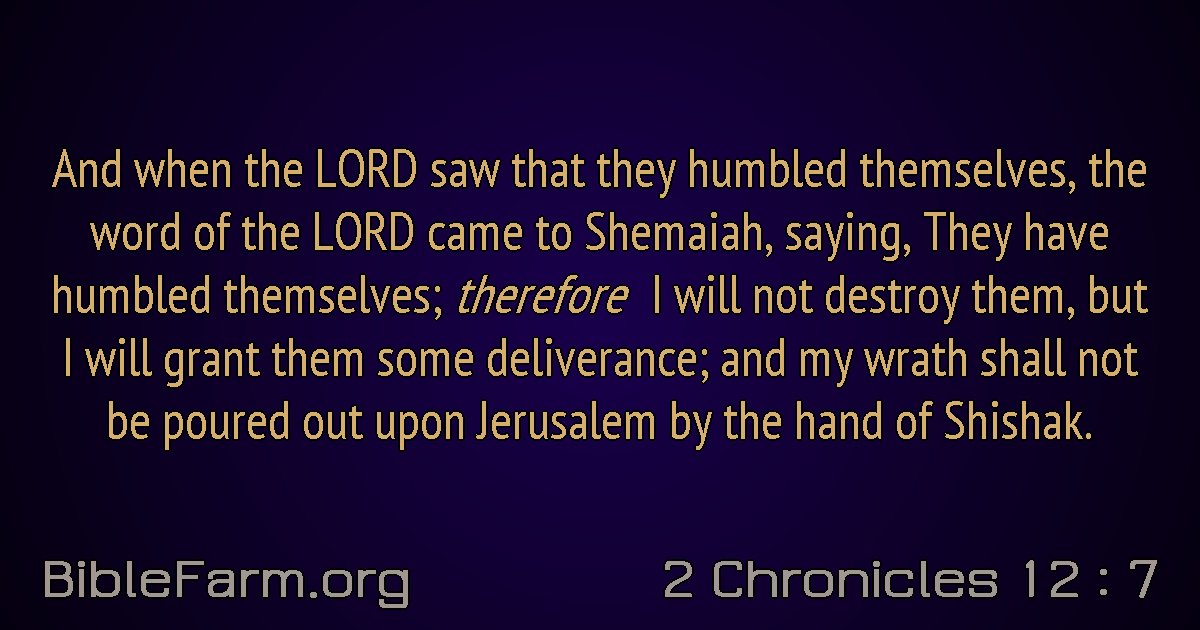 And when the LORD saw that they humbled themselves, the
word of the LORD came to Shemaiah, saying, They have
humbled themselves; therefore I will not destroy them, but
I will grant them some deliverance; and my wrath shall not
be poured out upon Jerusalem by the hand of Shishak.
BibleFarm.org
2 Chronicles 12 : 7